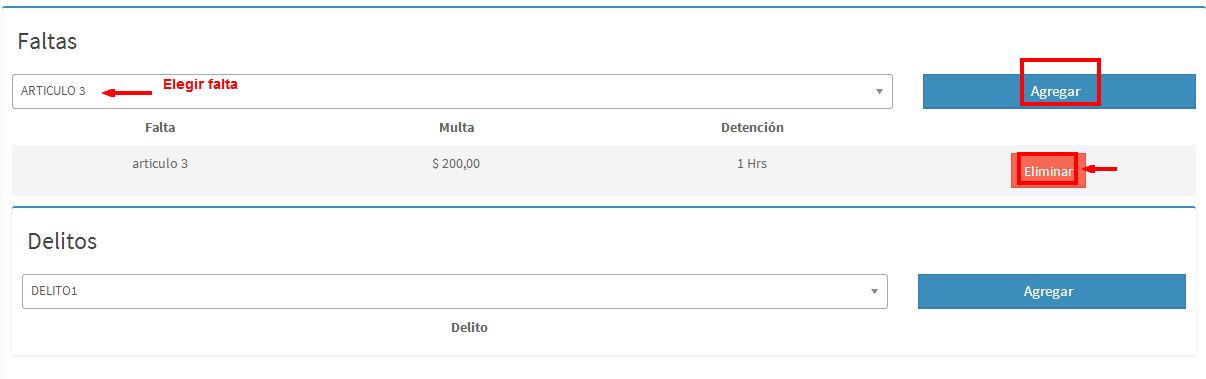 Faltas
ARTICULO 3 Elegir falta Agregar
Falta Multa Detención
articulo 3 $ 200,00 1 Hrs Eliminar
Delitos
DELITO1 Agregar
Delito